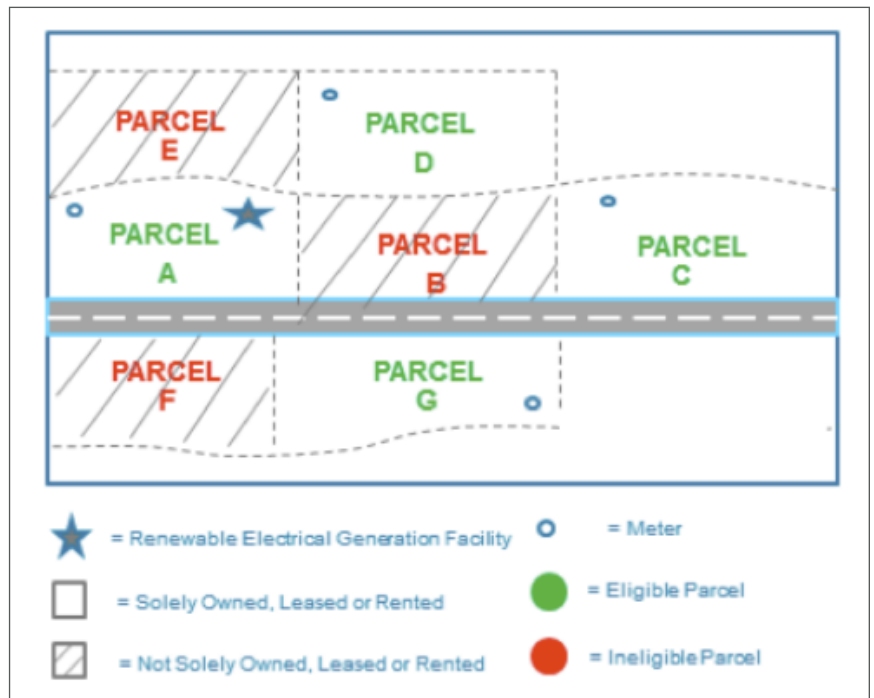 PARCEL
E
PARCEL
D
PARCEL
A
PARCEL
B
PARCEL
C
PARCEL
F
PARCEL
G
= Renewable Electrical Generation Facility
= Meter
= Solely Owned, Leased or Rented
= Eligible Parcel
= Not Solely Owned, Leased or Rented
= Ineligible Parcel